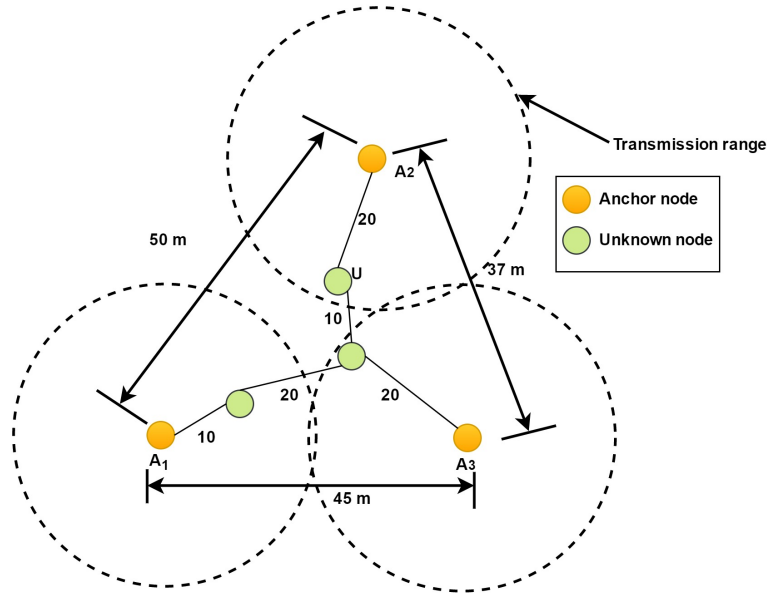 Transmission range
A2
Anchor node
20
Unknown node
50 m
U
37 m
10
20
20
10
A1
A3
45 m